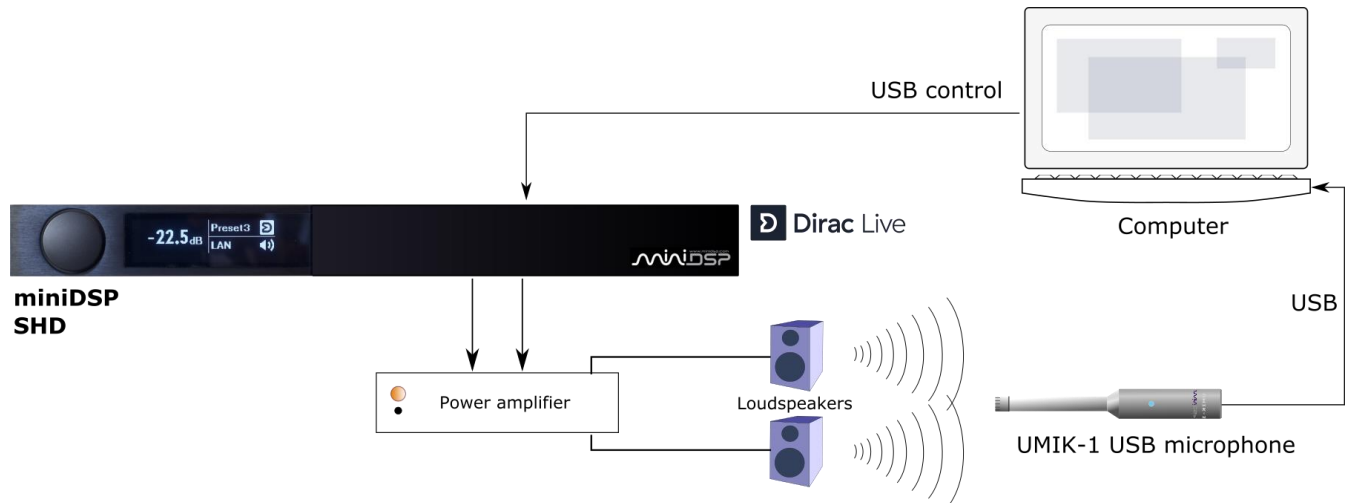 USB control
-22.5dB
Preset3
LAN
miniDSP
Dirac Live
Computer
miniDSP
SHD
USB
Power amplifier
Loudspeakers
UMIK-1 USB microphone